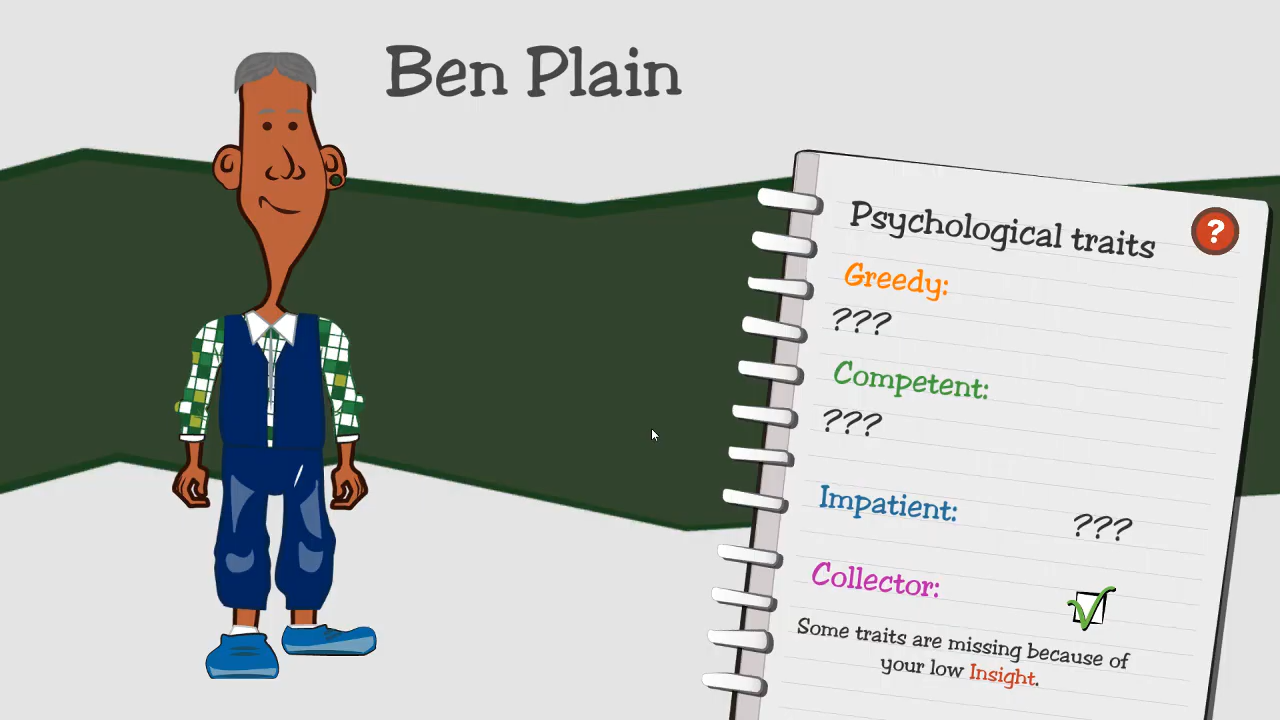 Ben Plain
Psychological traits
?
Greedy:
???
Competent:
???
Impatient:
???
Collector:
Some traits are missing because of
your low Insight.